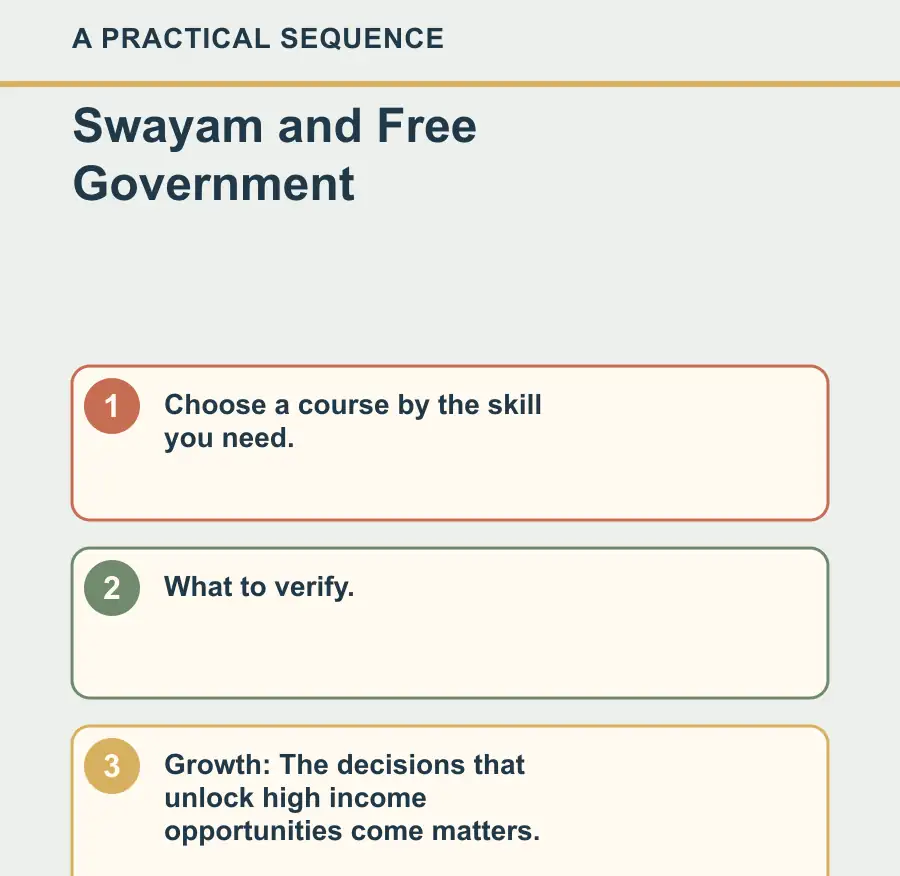 A PRACTICAL SEQUENCE
Swayam and Free
Government
1
Choose a course by the skill
you need.
2
What to verify.
3
Growth: The decisions that
unlock high income
opportunities come matters.